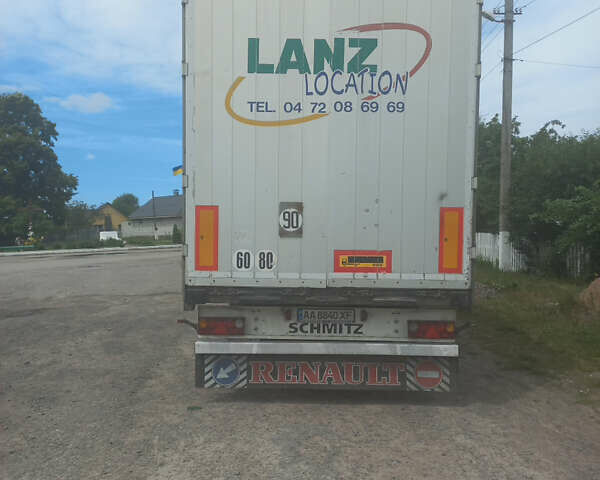 LANZ
LOCATION
TEL. 04 72 08 69 69
90
60 80
AA 8840 XF
SCHMITZ
RENAULT